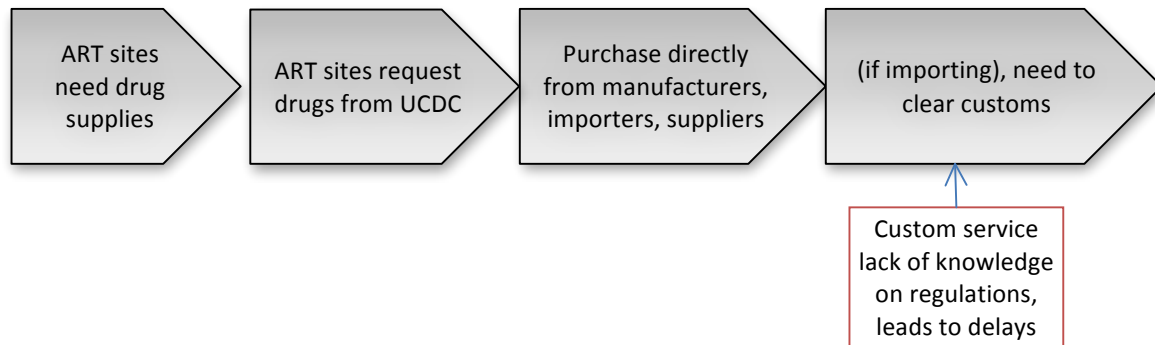 ART sites
need drug
supplies
ART sites request
drugs from UCDC
Purchase directly
from manufacturers,
importers, suppliers
(if importing), need to
clear customs
Custom service
lack of knowledge
on regulations,
leads to delays